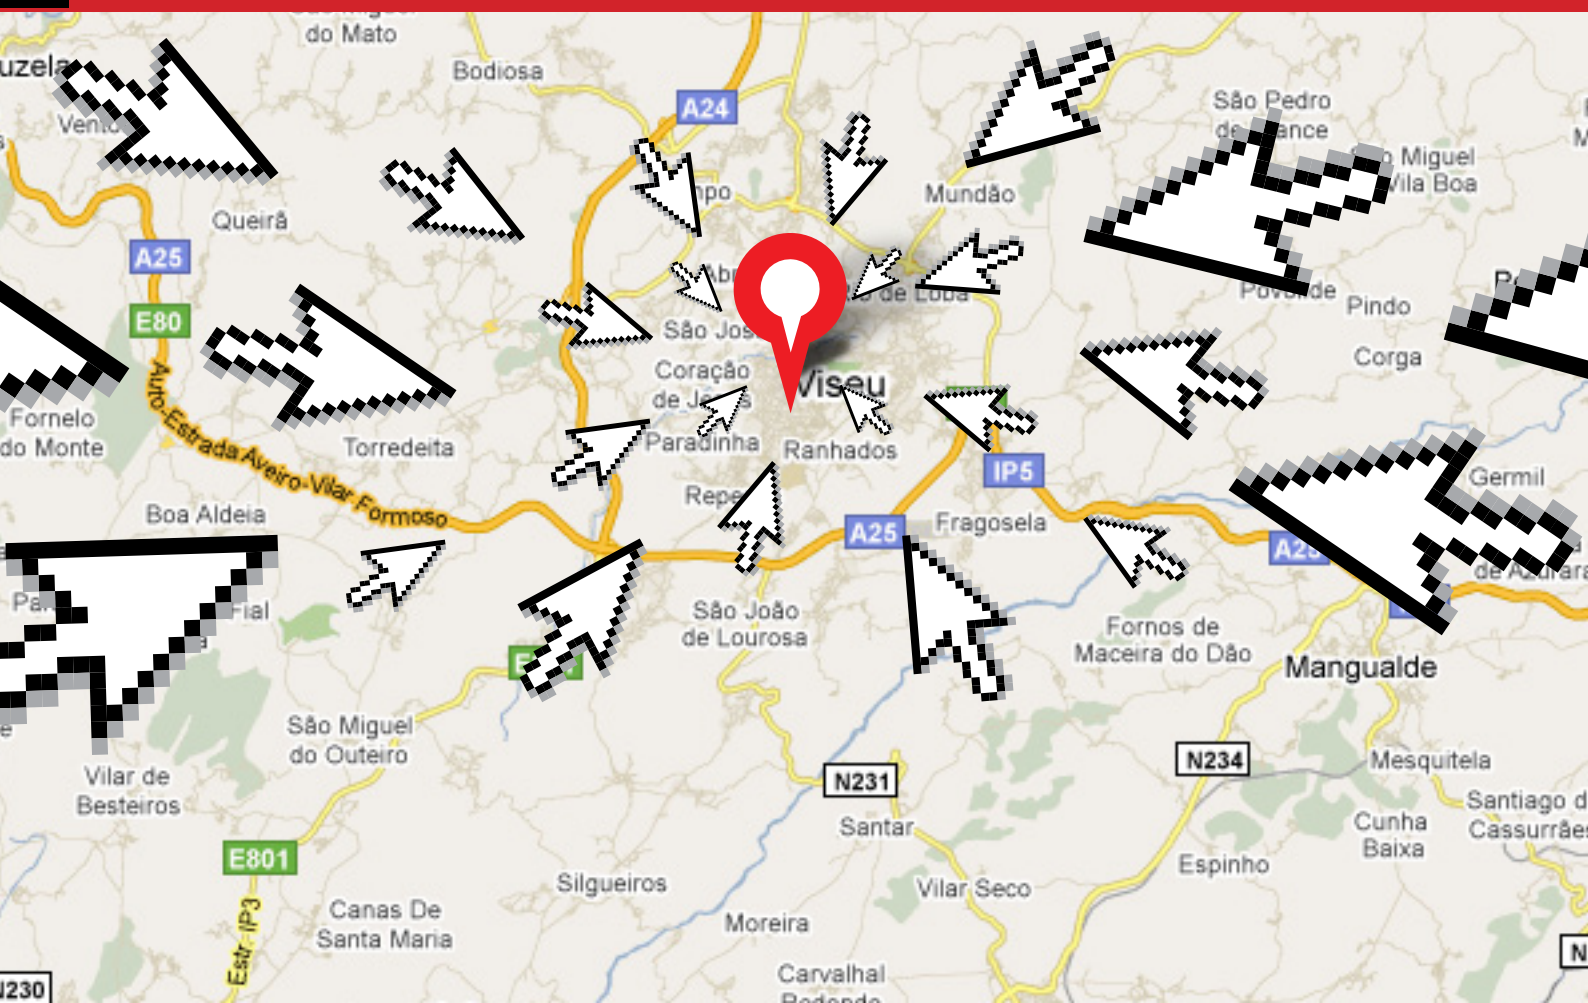 do Mato
Bodiosa
A24
São Pedro
São Miguel
Vila Boa
Mundão
Queirã
A25
Pindo
E80
São
Corga
Coração
Viseu
Fornelo
do Monte
Torredeita
Paradinha
Ranhados
Auto-Estrada Aveiro-Vilar Formoso
IP5
Germil
Boa Aldeia
Fragosela
A25
A25
Fial
São João
de Lourosa
Fornos de
Maceira do Dão
Mangualde
São Miguel
do Outeiro
N234
Mesquitela
Vilar de
Besteiros
N231
Santiago d
Cassurrães
Santar
Cunha
Baixa
E801
Espinho
Silgueiros
Vilar Seco
Canas De
Santa Maria
Moreira
Estr. IP3
Carvalhal
N230